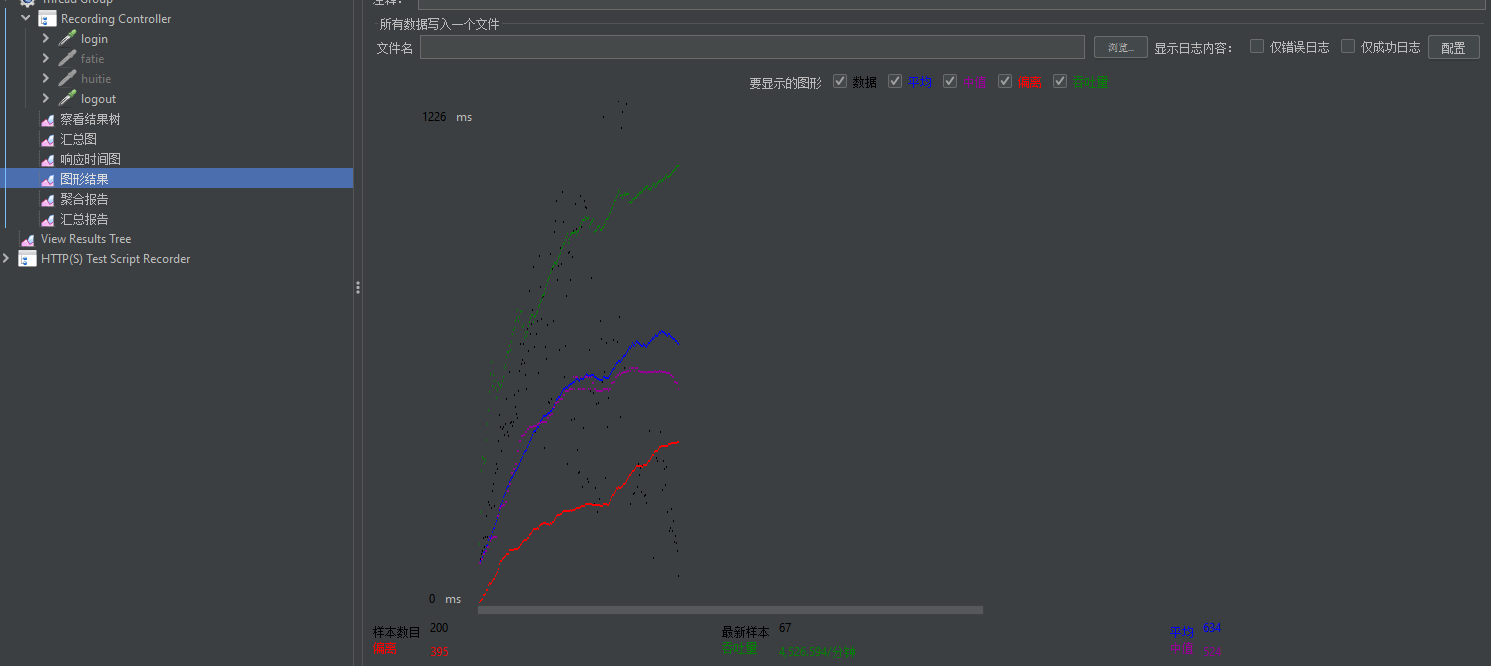 Thread Group
Recording Controller
login
fatie
huitie
logout
察看结果树
汇总图
响应时间图
图形结果
聚合报告
汇总报告
View Results Tree
HTTP(S) Test Script Recorder
注释：
所有数据写入一个文件
文件名
浏览...
显示日志内容：
仅错误日志
仅成功日志
配置
要显示的图形
数据
平均
偏离
吞吐量
1226 ms
0 ms
样本数目 200
最新样本 67
平均 634
偏离 395
吞吐量 4,526.594/分钟